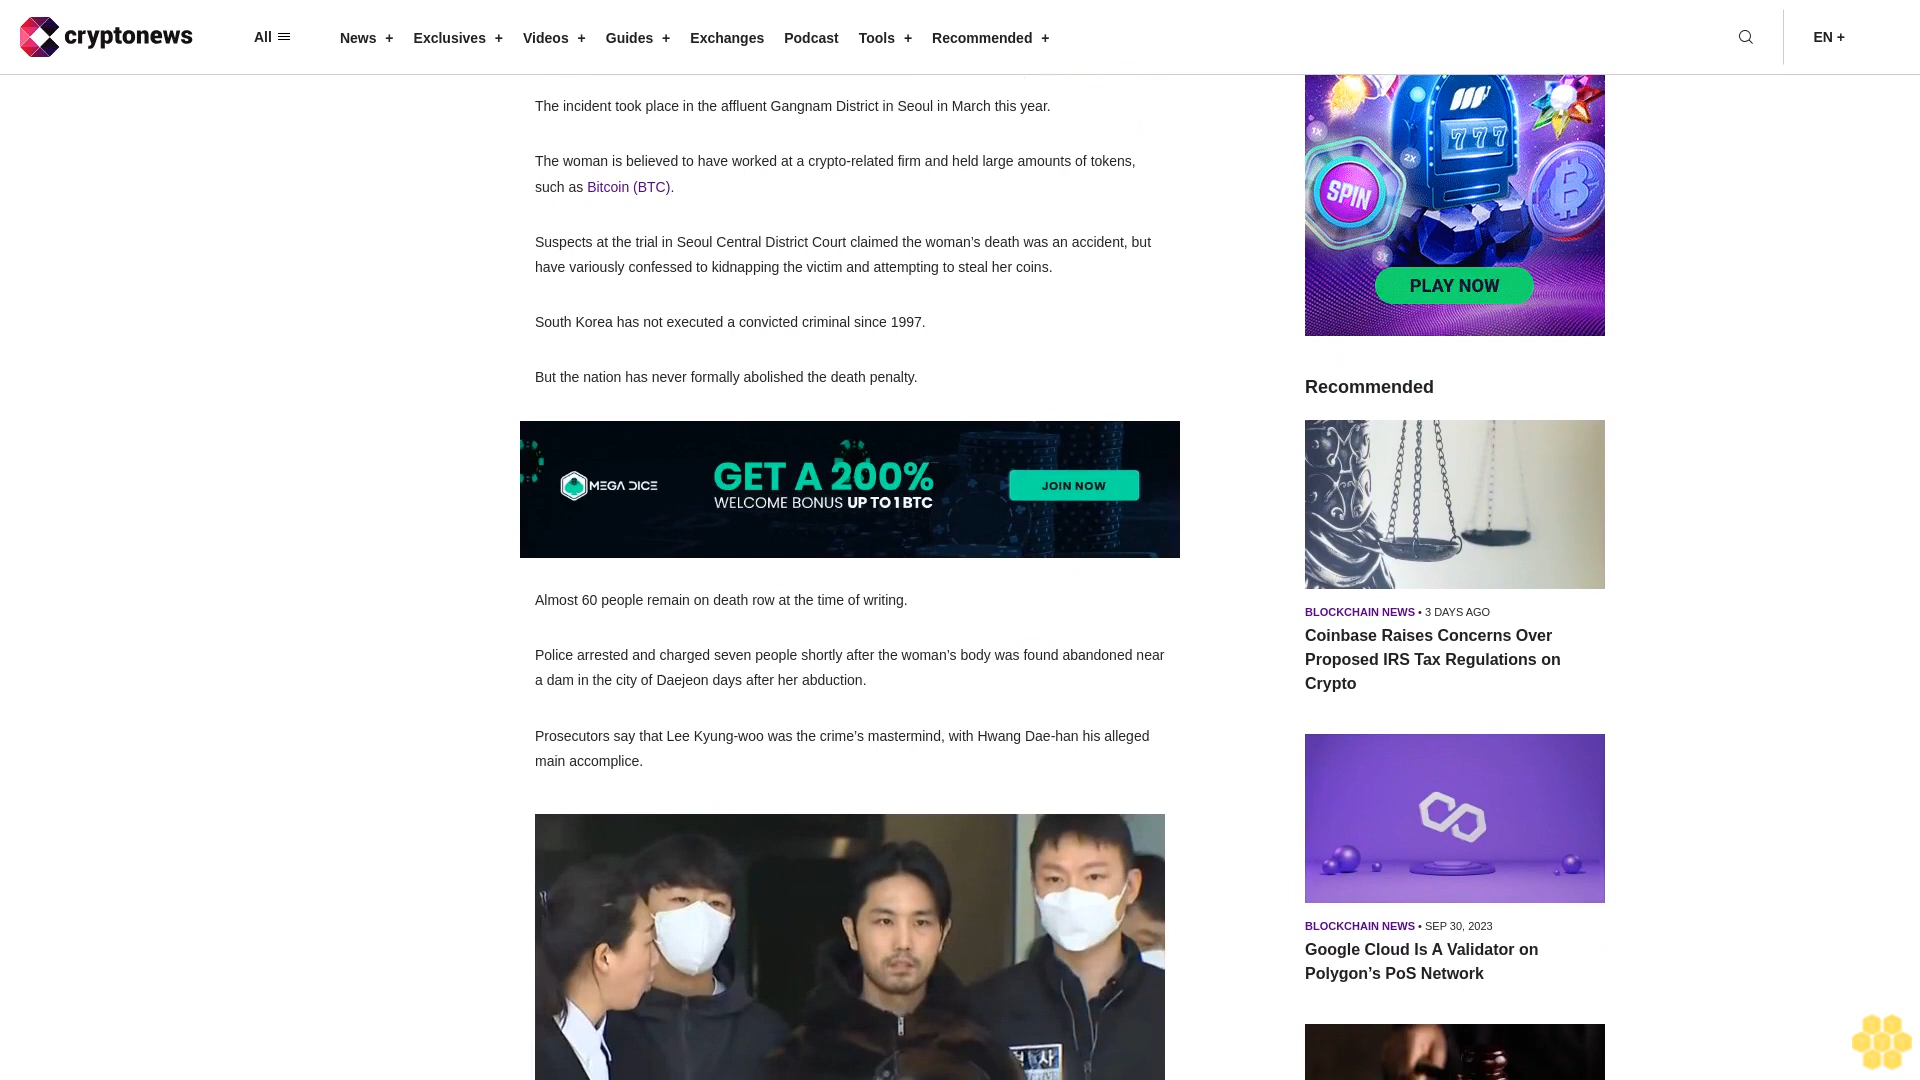 cryptonews
All
News +
Exclusives +
Videos +
Guides +
Exchanges
Podcast
Tools +
Recommended +
EN +
The incident took place in the affluent Gangnam District in Seoul in March this year.
The woman is believed to have worked at a crypto-related firm and held large amounts of tokens,
such as Bitcoin (BTC).
Suspects at the trial in Seoul Central District Court claimed the woman’s death was an accident, but
have variously confessed to kidnapping the victim and attempting to steal her coins.
South Korea has not executed a convicted criminal since 1997.
But the nation has never formally abolished the death penalty.
MEGA DICE
GET A 200%
WELCOME BONUS UP TO 1 BTC
JOIN NOW
Almost 60 people remain on death row at the time of writing.
Police arrested and charged seven people shortly after the woman’s body was found abandoned near
a dam in the city of Daejeon days after her abduction.
Prosecutors say that Lee Kyung-woo was the crime’s mastermind, with Hwang Dae-han his alleged
main accomplice.
777
1X
2X
SPIN
3X
PLAY NOW
Recommended
BLOCKCHAIN NEWS • 3 DAYS AGO
Coinbase Raises Concerns Over
Proposed IRS Tax Regulations on
Crypto
BLOCKCHAIN NEWS • SEP 30, 2023
Google Cloud Is A Validator on
Polygon’s PoS Network